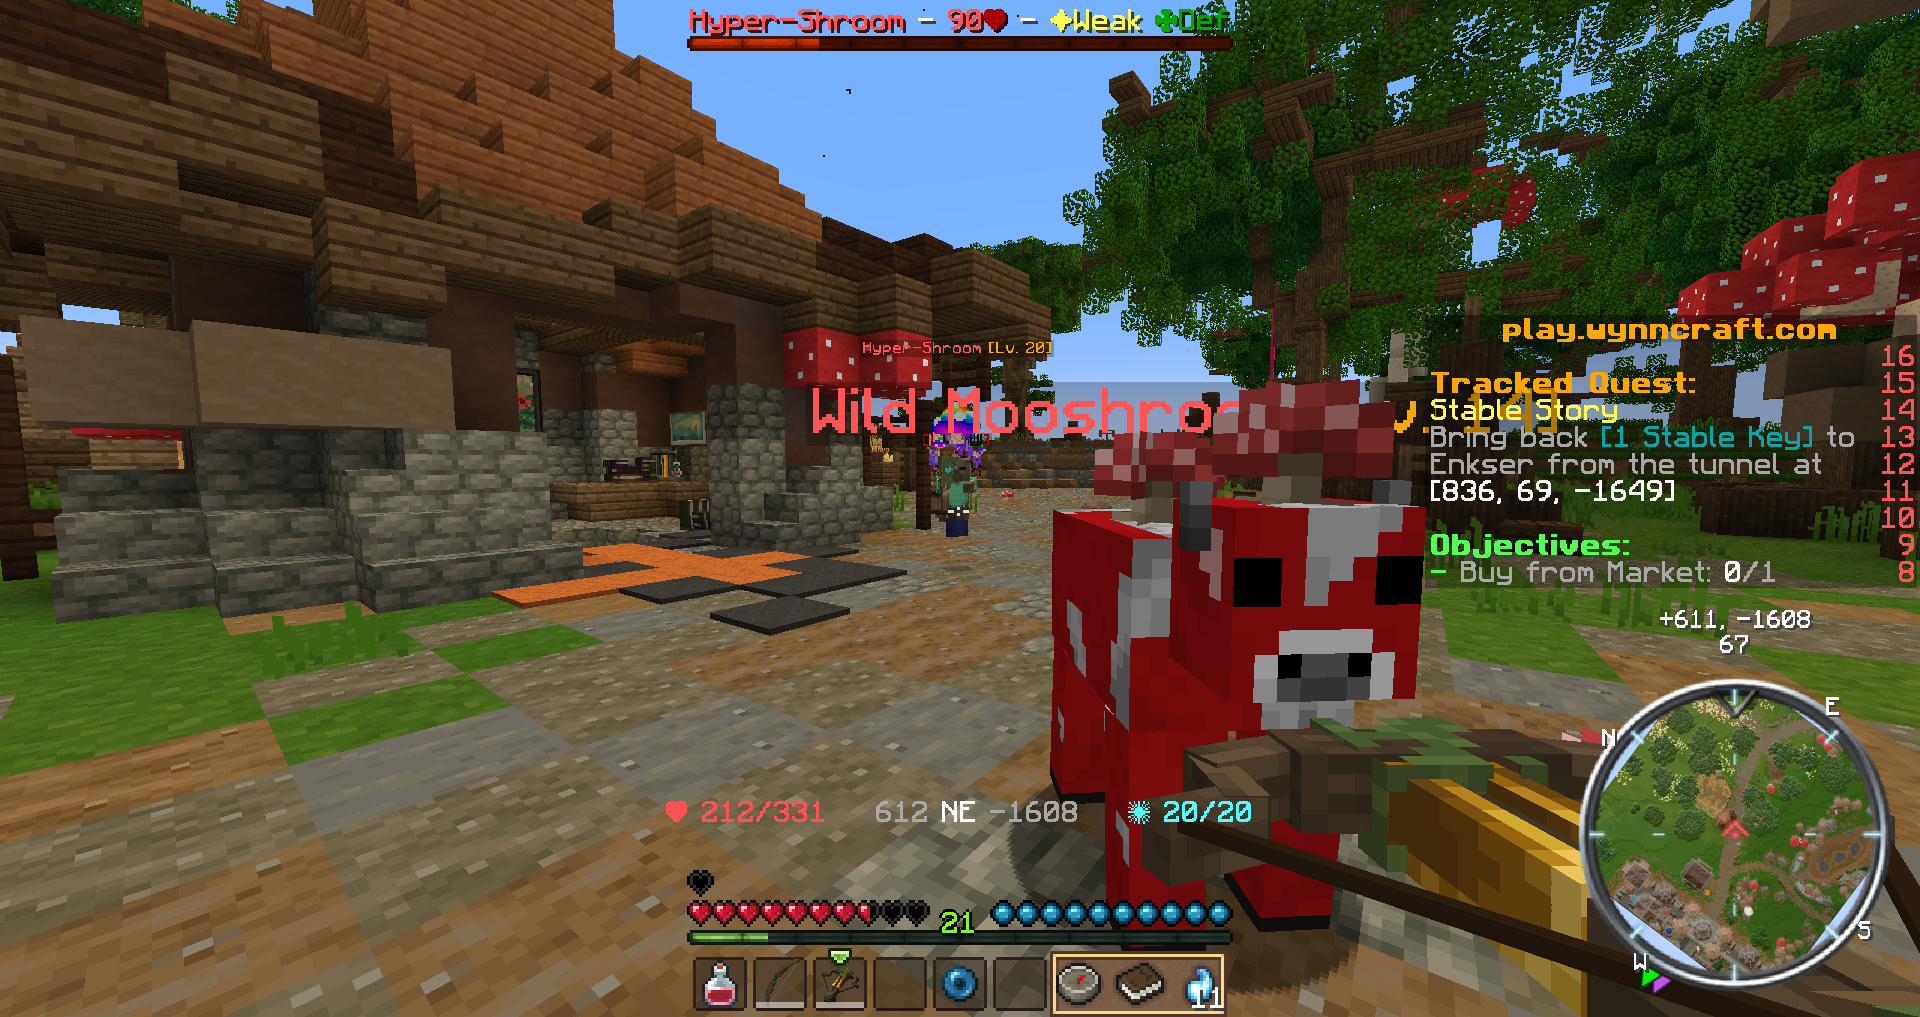 Hyper-Shroom - 90 - Weak Def
Hyper-Shroom [Lv. 20]
Wild Mooshro
play.wynncraft.com
16
Tracked Quest:
15
Stable Story
14
Bring back [1 Stable Key] to
13
Enkser from the tunnel at
12
[836, 69, -1649]
11
10
Objectives:
9
- Buy from Market: 0/1
8
+611, -1608
67
E
N
S
W
212/331 612 NE -1608 20/20
21
11